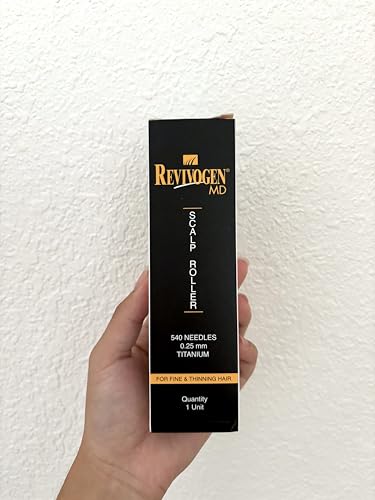 REVIVOGEN®
MD
SCALP ROLLER
540 NEEDLES
0.25 mm
TITANIUM
FOR FINE & THINNING HAIR
Quantity
1 Unit